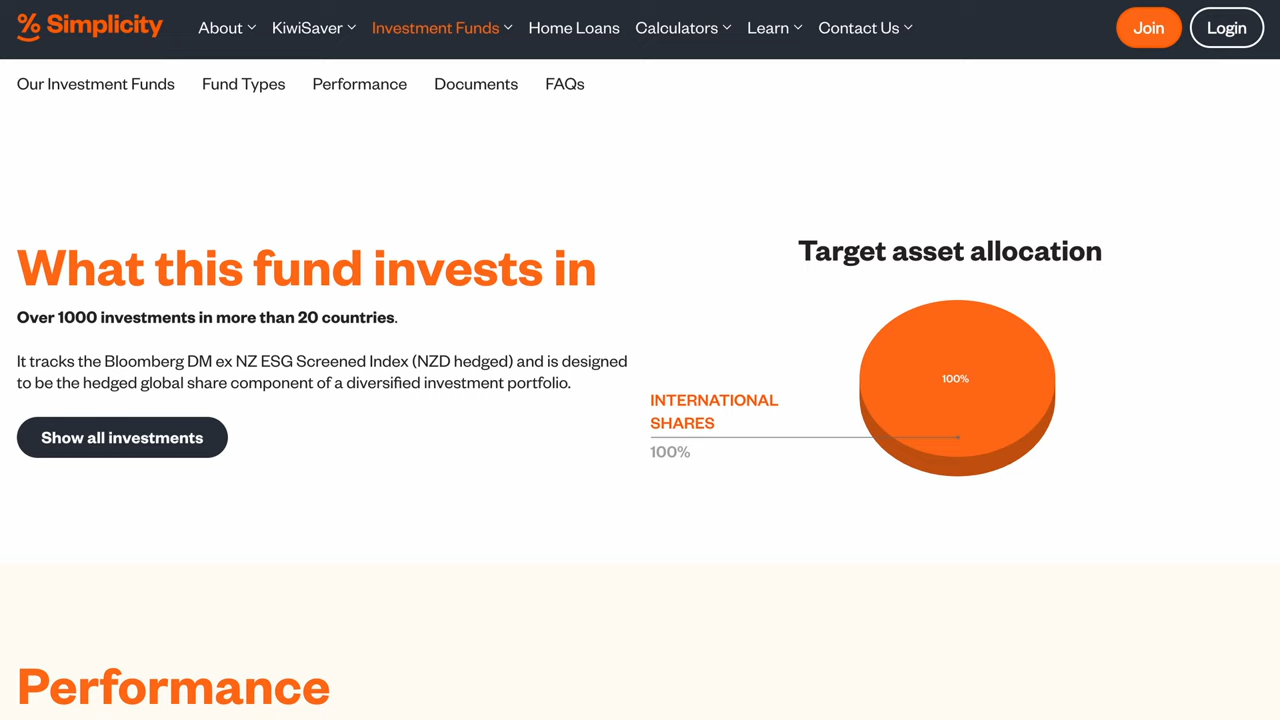 % Simplicity
About
KiwiSaver
Investment Funds
Home Loans
Calculators
Learn
Contact Us
Join
Login
Our Investment Funds
Fund Types
Performance
Documents
FAQs
What this fund invests in
Over 1000 investments in more than 20 countries.
It tracks the Bloomberg DM ex NZ ESG Screened Index (NZD hedged) and is designed
to be the hedged global share component of a diversified investment portfolio.
Show all investments
Target asset allocation
100%
INTERNATIONAL
SHARES
100%
Performance